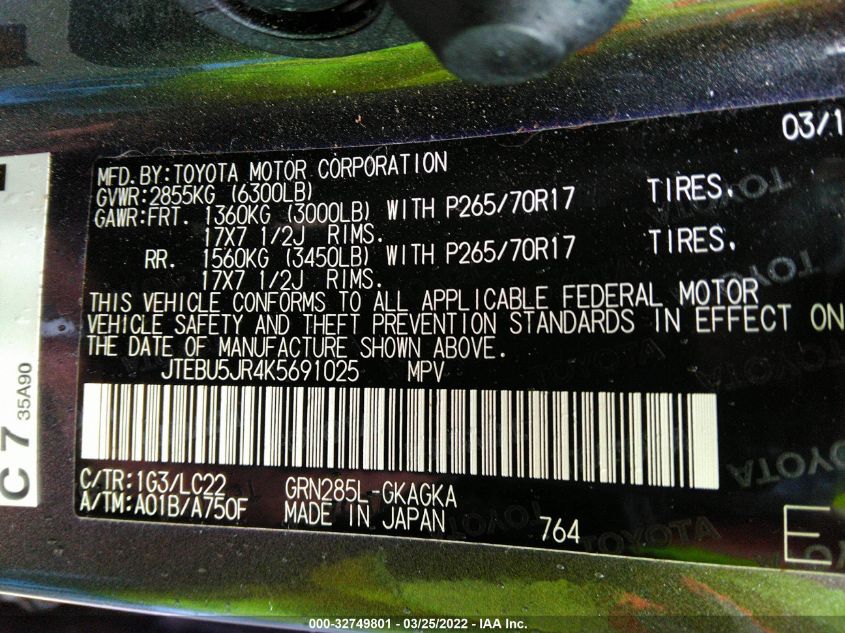 03/1
MFD.BY:TOYOTA MOTOR CORPORATION
GVWR:2855KG (6300LB)
GAWR:FRT. 1360KG (3000LB) WITH P265/70R17 TIRES.
17X7 1/2J RIMS.
RR. 1560KG (3450LB) WITH P265/70R17 TIRES.
17X7 1/2J RIMS.
THIS VEHICLE CONFORMS TO ALL APPLICABLE FEDERAL MOTOR
VEHICLE SAFETY AND THEFT PREVENTION STANDARDS IN EFFECT ON
THE DATE OF MANUFACTURE SHOWN ABOVE.
JTEBU5JR4K5691025 MPV
C/TR:1G3/LC22 GRN285L-GKAGKA
A/TM:A01B/A750F MADE IN JAPAN 764
E
C 7 35A90
TOYOTA
000-32749801 - 03/25/2022 - IAA Inc.